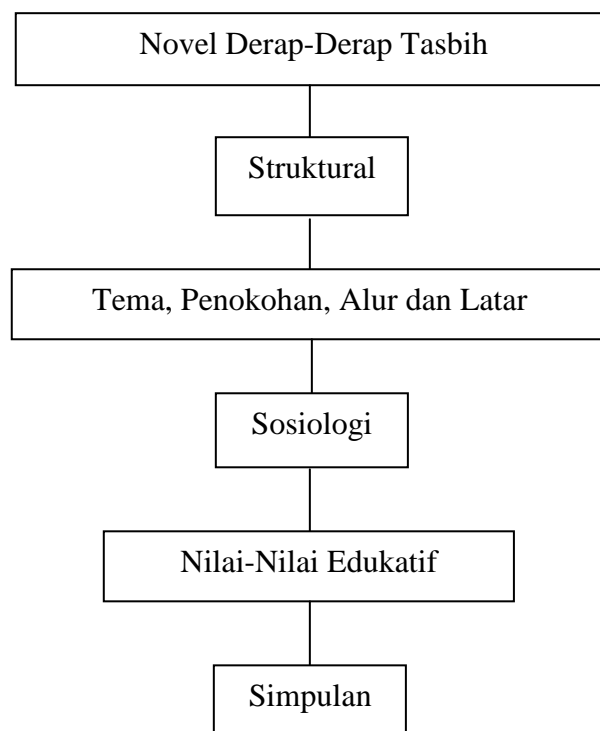 Novel Derap-Derap Tasbih
Struktural
Tema, Penokohan, Alur dan Latar
Sosiologi
Nilai-Nilai Edukatif
Simpulan